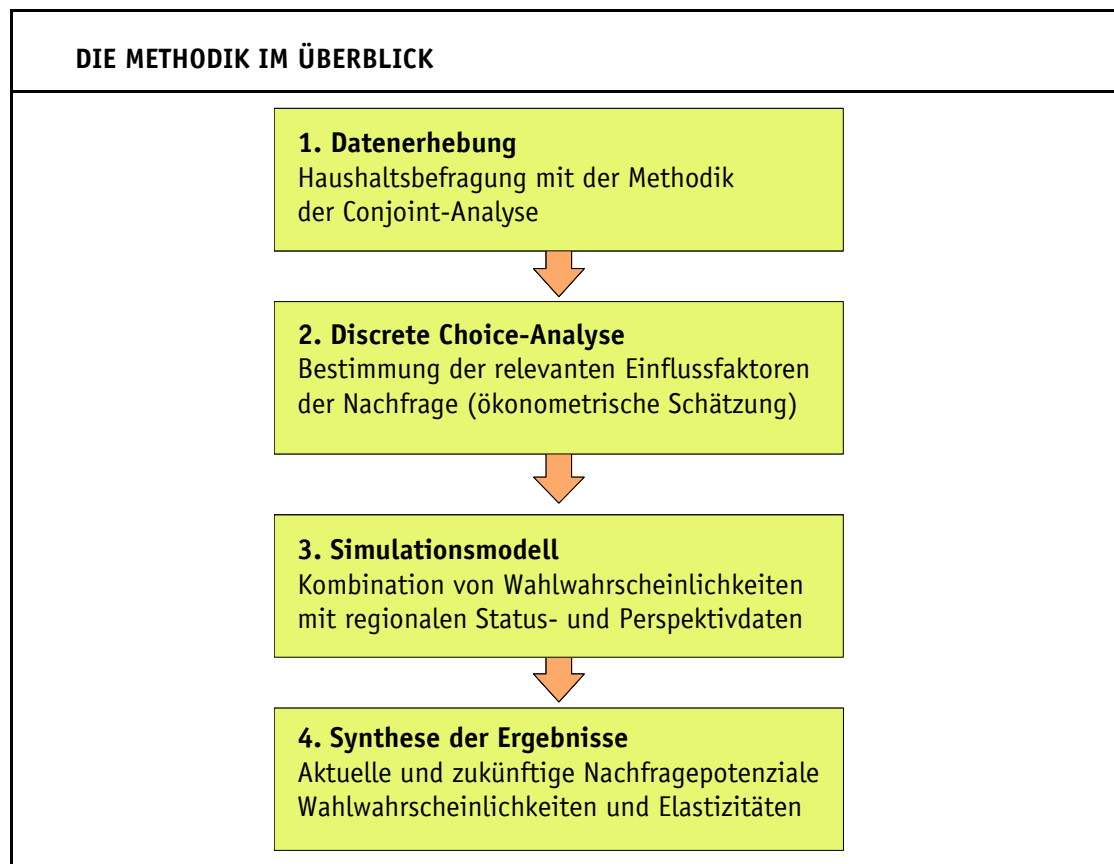 DIE METHODIK IM ÜBERBLICK
1. Datenerhebung
Haushaltsbefragung mit der Methodik
der Conjoint-Analyse
2. Discrete Choice-Analyse
Bestimmung der relevanten Einflussfaktoren
der Nachfrage (ökonometrische Schätzung)
3. Simulationsmodell
Kombination von Wahlwahrscheinlichkeiten
mit regionalen Status- und Perspektivdaten
4. Synthese der Ergebnisse
Aktuelle und zukünftige Nachfragepotenziale
Wahlwahrscheinlichkeiten und Elastizitäten